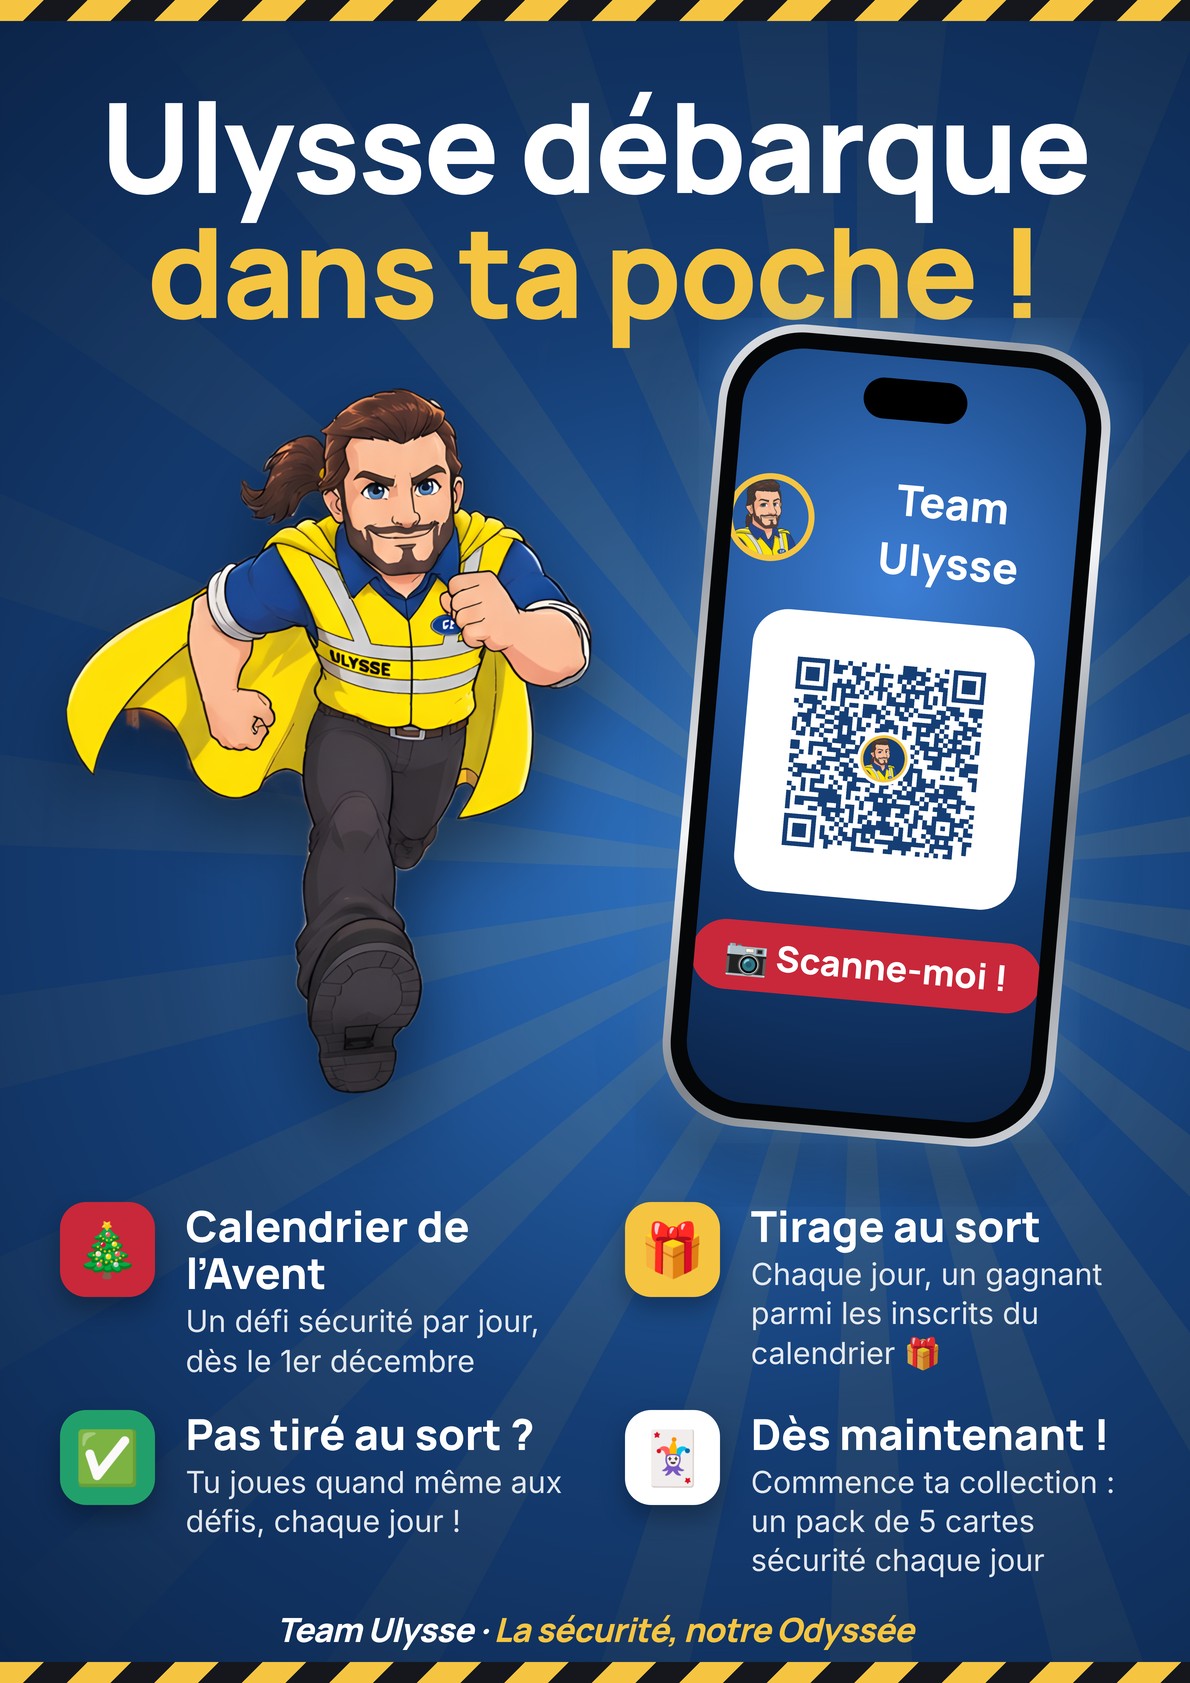 Ulysse débarque
dans ta poche !
Team
Ulysse
ULYSSE
📷 Scanne-moi !
Calendrier de
l’Avent
Un défi sécurité par jour,
dès le 1er décembre
Tirage au sort
Chaque jour, un gagnant
parmi les inscrits du
calendrier 🎁
Pas tiré au sort ?
Tu joues quand même aux
défis, chaque jour !
Dès maintenant !
Commence ta collection :
un pack de 5 cartes
sécurité chaque jour
Team Ulysse · La sécurité, notre Odyssée